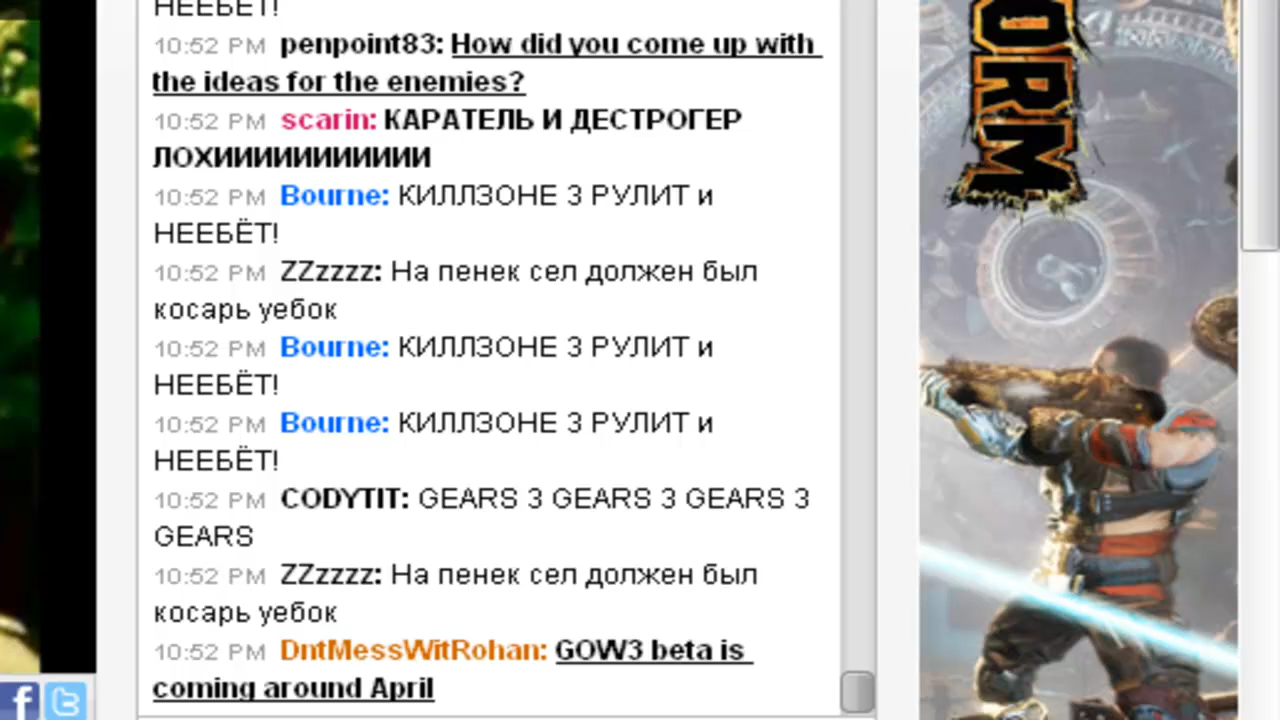 НЕЕБЁТ!
10:52 PM penpoint83: How did you come up with
the ideas for the enemies?
10:52 PM scarin: КАРАТЕЛЬ И ДЕСТРОГЕР
ЛОХИИИИИИИИИИИ
10:52 PM Bourne: КИЛЛЗОНЕ 3 РУЛИТ и
НЕЕБЁТ!
10:52 PM ZZzzzz: На пенек сел должен был
косарь уебок
10:52 PM Bourne: КИЛЛЗОНЕ 3 РУЛИТ и
НЕЕБЁТ!
10:52 PM Bourne: КИЛЛЗОНЕ 3 РУЛИТ и
НЕЕБЁТ!
10:52 PM CODYTIT: GEARS 3 GEARS 3 GEARS 3
GEARS
10:52 PM ZZzzzz: На пенек сел должен был
косарь уебок
10:52 PM DntMessWitRohan: GOW3 beta is
coming around April
ORM
f